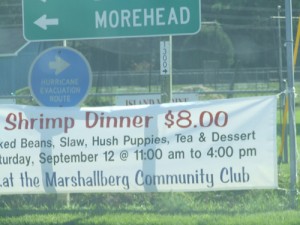 MOREHEAD
HURRICANE
EVACUATION
ROUTE
Shrimp Dinner $8.00
ked Beans, Slaw, Hush Puppies, Tea & Dessert
turday, September 12 @ 11:00 am to 4:00 pm
..at the Marshallberg Community Club